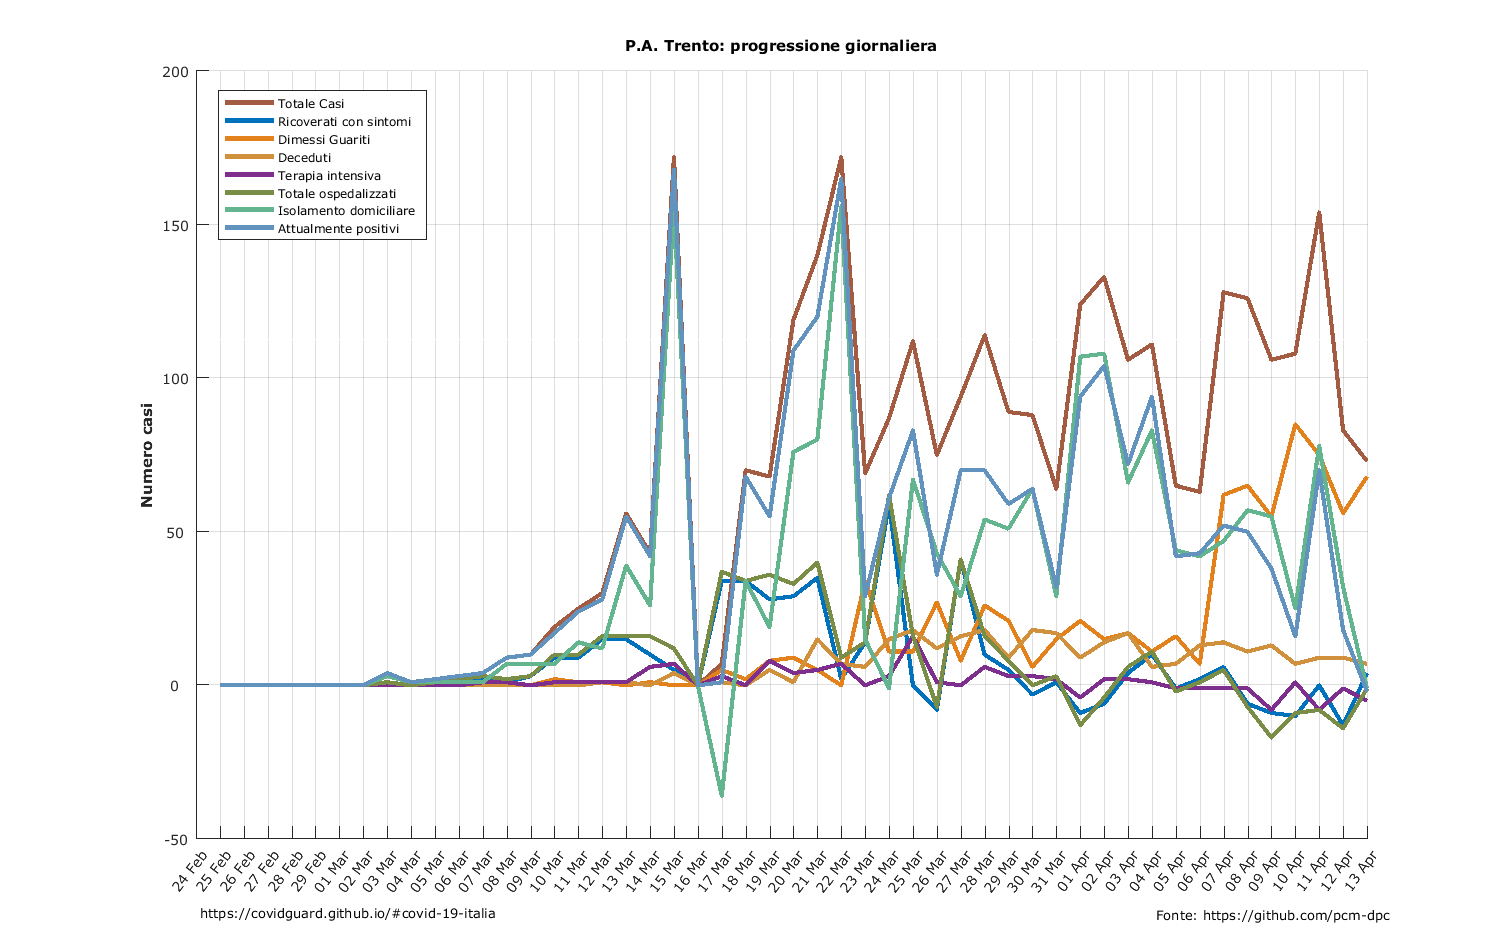 P.A. Trento: progressione giornaliera
200
150
100
50
0
-50
Numero casi
Totale Casi
Ricoverati con sintomi
Dimessi Guariti
Deceduti
Terapia intensiva
Totale ospedalizzati
Isolamento domiciliare
Attualmente positivi
24 Feb
25 Feb
26 Feb
27 Feb
28 Feb
29 Feb
01 Mar
02 Mar
03 Mar
04 Mar
05 Mar
06 Mar
07 Mar
08 Mar
09 Mar
10 Mar
11 Mar
12 Mar
13 Mar
14 Mar
15 Mar
16 Mar
17 Mar
18 Mar
19 Mar
20 Mar
21 Mar
22 Mar
23 Mar
24 Mar
25 Mar
26 Mar
27 Mar
28 Mar
29 Mar
30 Mar
31 Mar
01 Apr
02 Apr
03 Apr
04 Apr
05 Apr
06 Apr
07 Apr
08 Apr
09 Apr
10 Apr
11 Apr
12 Apr
13 Apr
https://covidguard.github.io/#covid-19-italia
Fonte: https://github.com/pcm-dpc